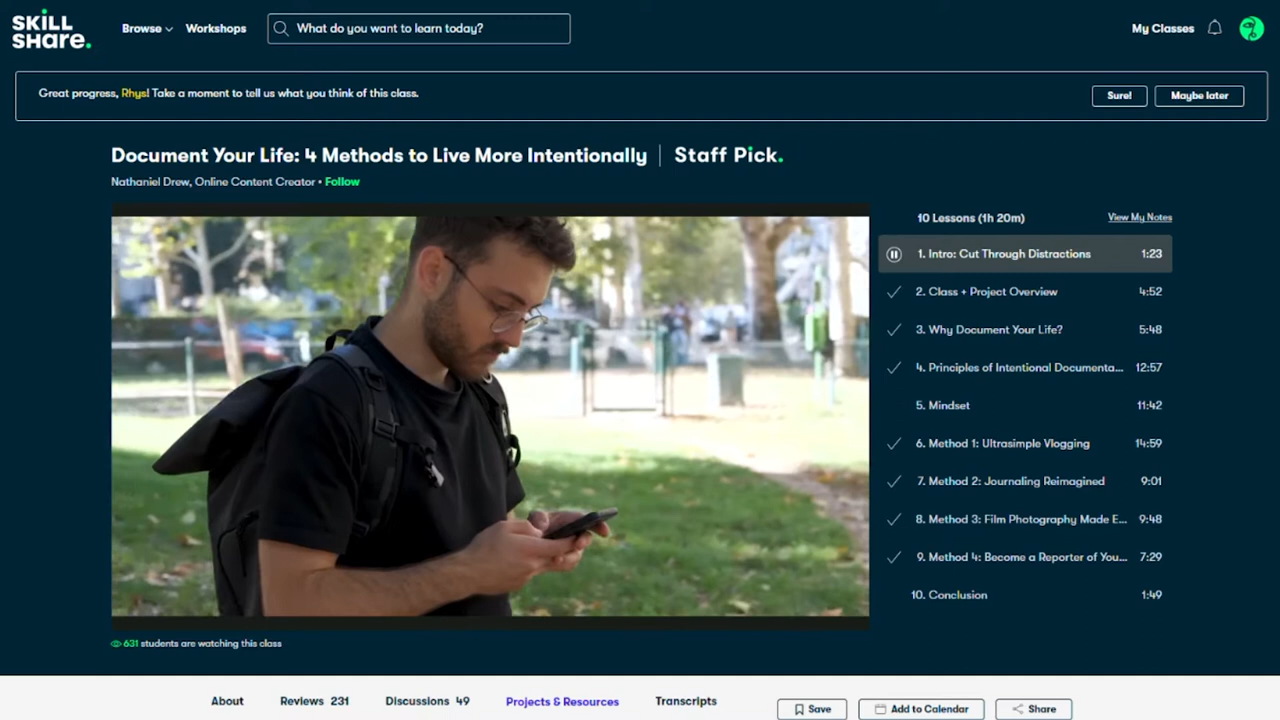 SKiLL
SHare.
Browse
Workshops
What do you want to learn today?
My Classes
Great progress, Rhys! Take a moment to tell us what you think of this class.
Sure!
Maybe later
Document Your Life: 4 Methods to Live More Intentionally
Staff Pick.
Nathaniel Drew, Online Content Creator • Follow
10 Lessons (1h 20m)
View My Notes
1. Intro: Cut Through Distractions 1:23
2. Class + Project Overview 4:52
3. Why Document Your Life? 5:48
4. Principles of Intentional Documenta... 12:57
5. Mindset 11:42
6. Method 1: Ultrasimple Vlogging 14:59
7. Method 2: Journaling Reimagined 9:01
8. Method 3: Film Photography Made E... 9:48
9. Method 4: Become a Reporter of You... 7:29
10. Conclusion 1:49
631 students are watching this class
About
Reviews 231
Discussions 49
Projects & Resources
Transcripts
Save
Add to Calendar
Share